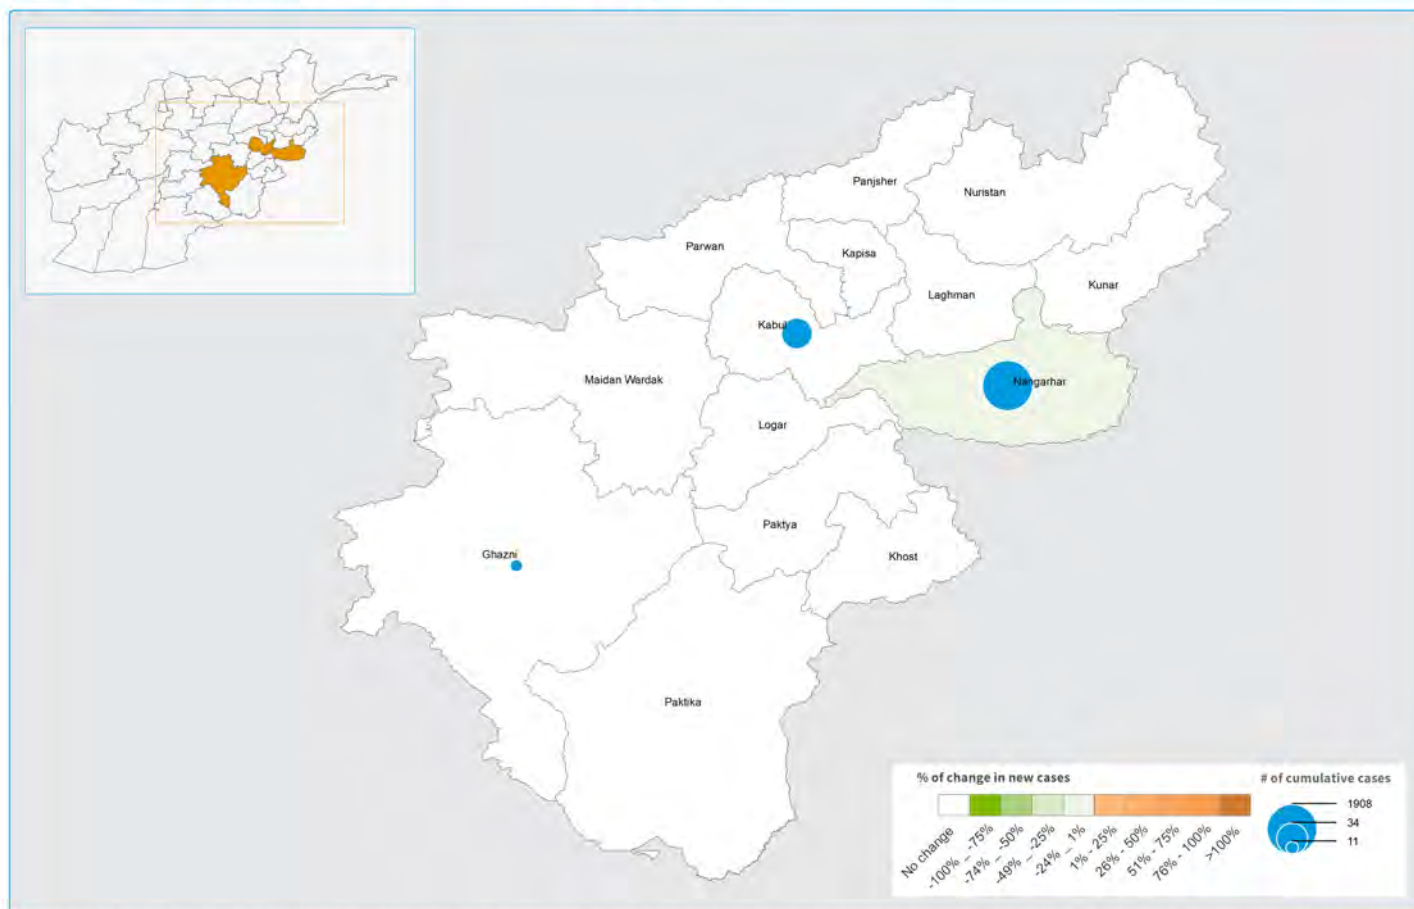 Panjsher
Nuristan
Parwan
Kapisa
Kunar
Laghman
Kabul
Maidan Wardak
Nangarhar
Logar
Paktya
Ghazni
Khost
Paktika
% of change in new cases
No change
-100% _ -75%
-74% _ -50%
-49% _ -25%
-24% _ 1%
1% - 25%
26% - 50%
51% - 75%
76% - 100%
>100%
# of cumulative cases
1908
34
11